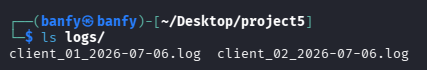 ┌──(banfy㉿banfy)-[~/Desktop/project5]
└─$ ls logs/
client_01_2026-07-06.log  client_02_2026-07-06.log